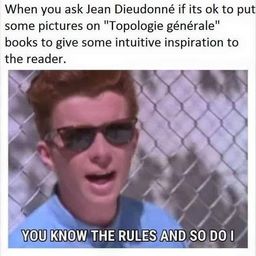 When you ask Jean Dieudonné if its ok to put
some pictures on "Topologie générale"
books to give some intuitive inspiration to
the reader.
YOU KNOW THE RULES AND SO DO I